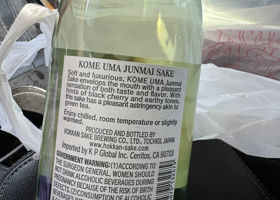 KOME UMA JUNMAI SAKE
Soft and luxurious, KOME UMA Junmai
Sake envelops the mouth with a pleasant
sensation of both taste and flavor. With
hints of black cherry and earthy tones,
this sake has a pleasant astringency akin to
green tea.
Enjoy chilled, room temperature or slightly
warmed.
PRODUCED AND BOTTLED BY
HOKKAN SAKE BREWING CO., LTD., TOCHIGI, JAPAN
www.hokkan-sake.com
Imported by K P Global Inc. Cerritos, CA 90703
GOVERNMENT WARNING:(1)ACCORDING TO
THE SURGEON GENERAL, WOMEN SHOULD
NOT DRINK ALCOHOLIC BEVERAGES DURING
PREGNANCY BECAUSE OF THE RISK OF BIRTH
DEFECTS.(2)CONSUMPTION OF ALCOHOLIC